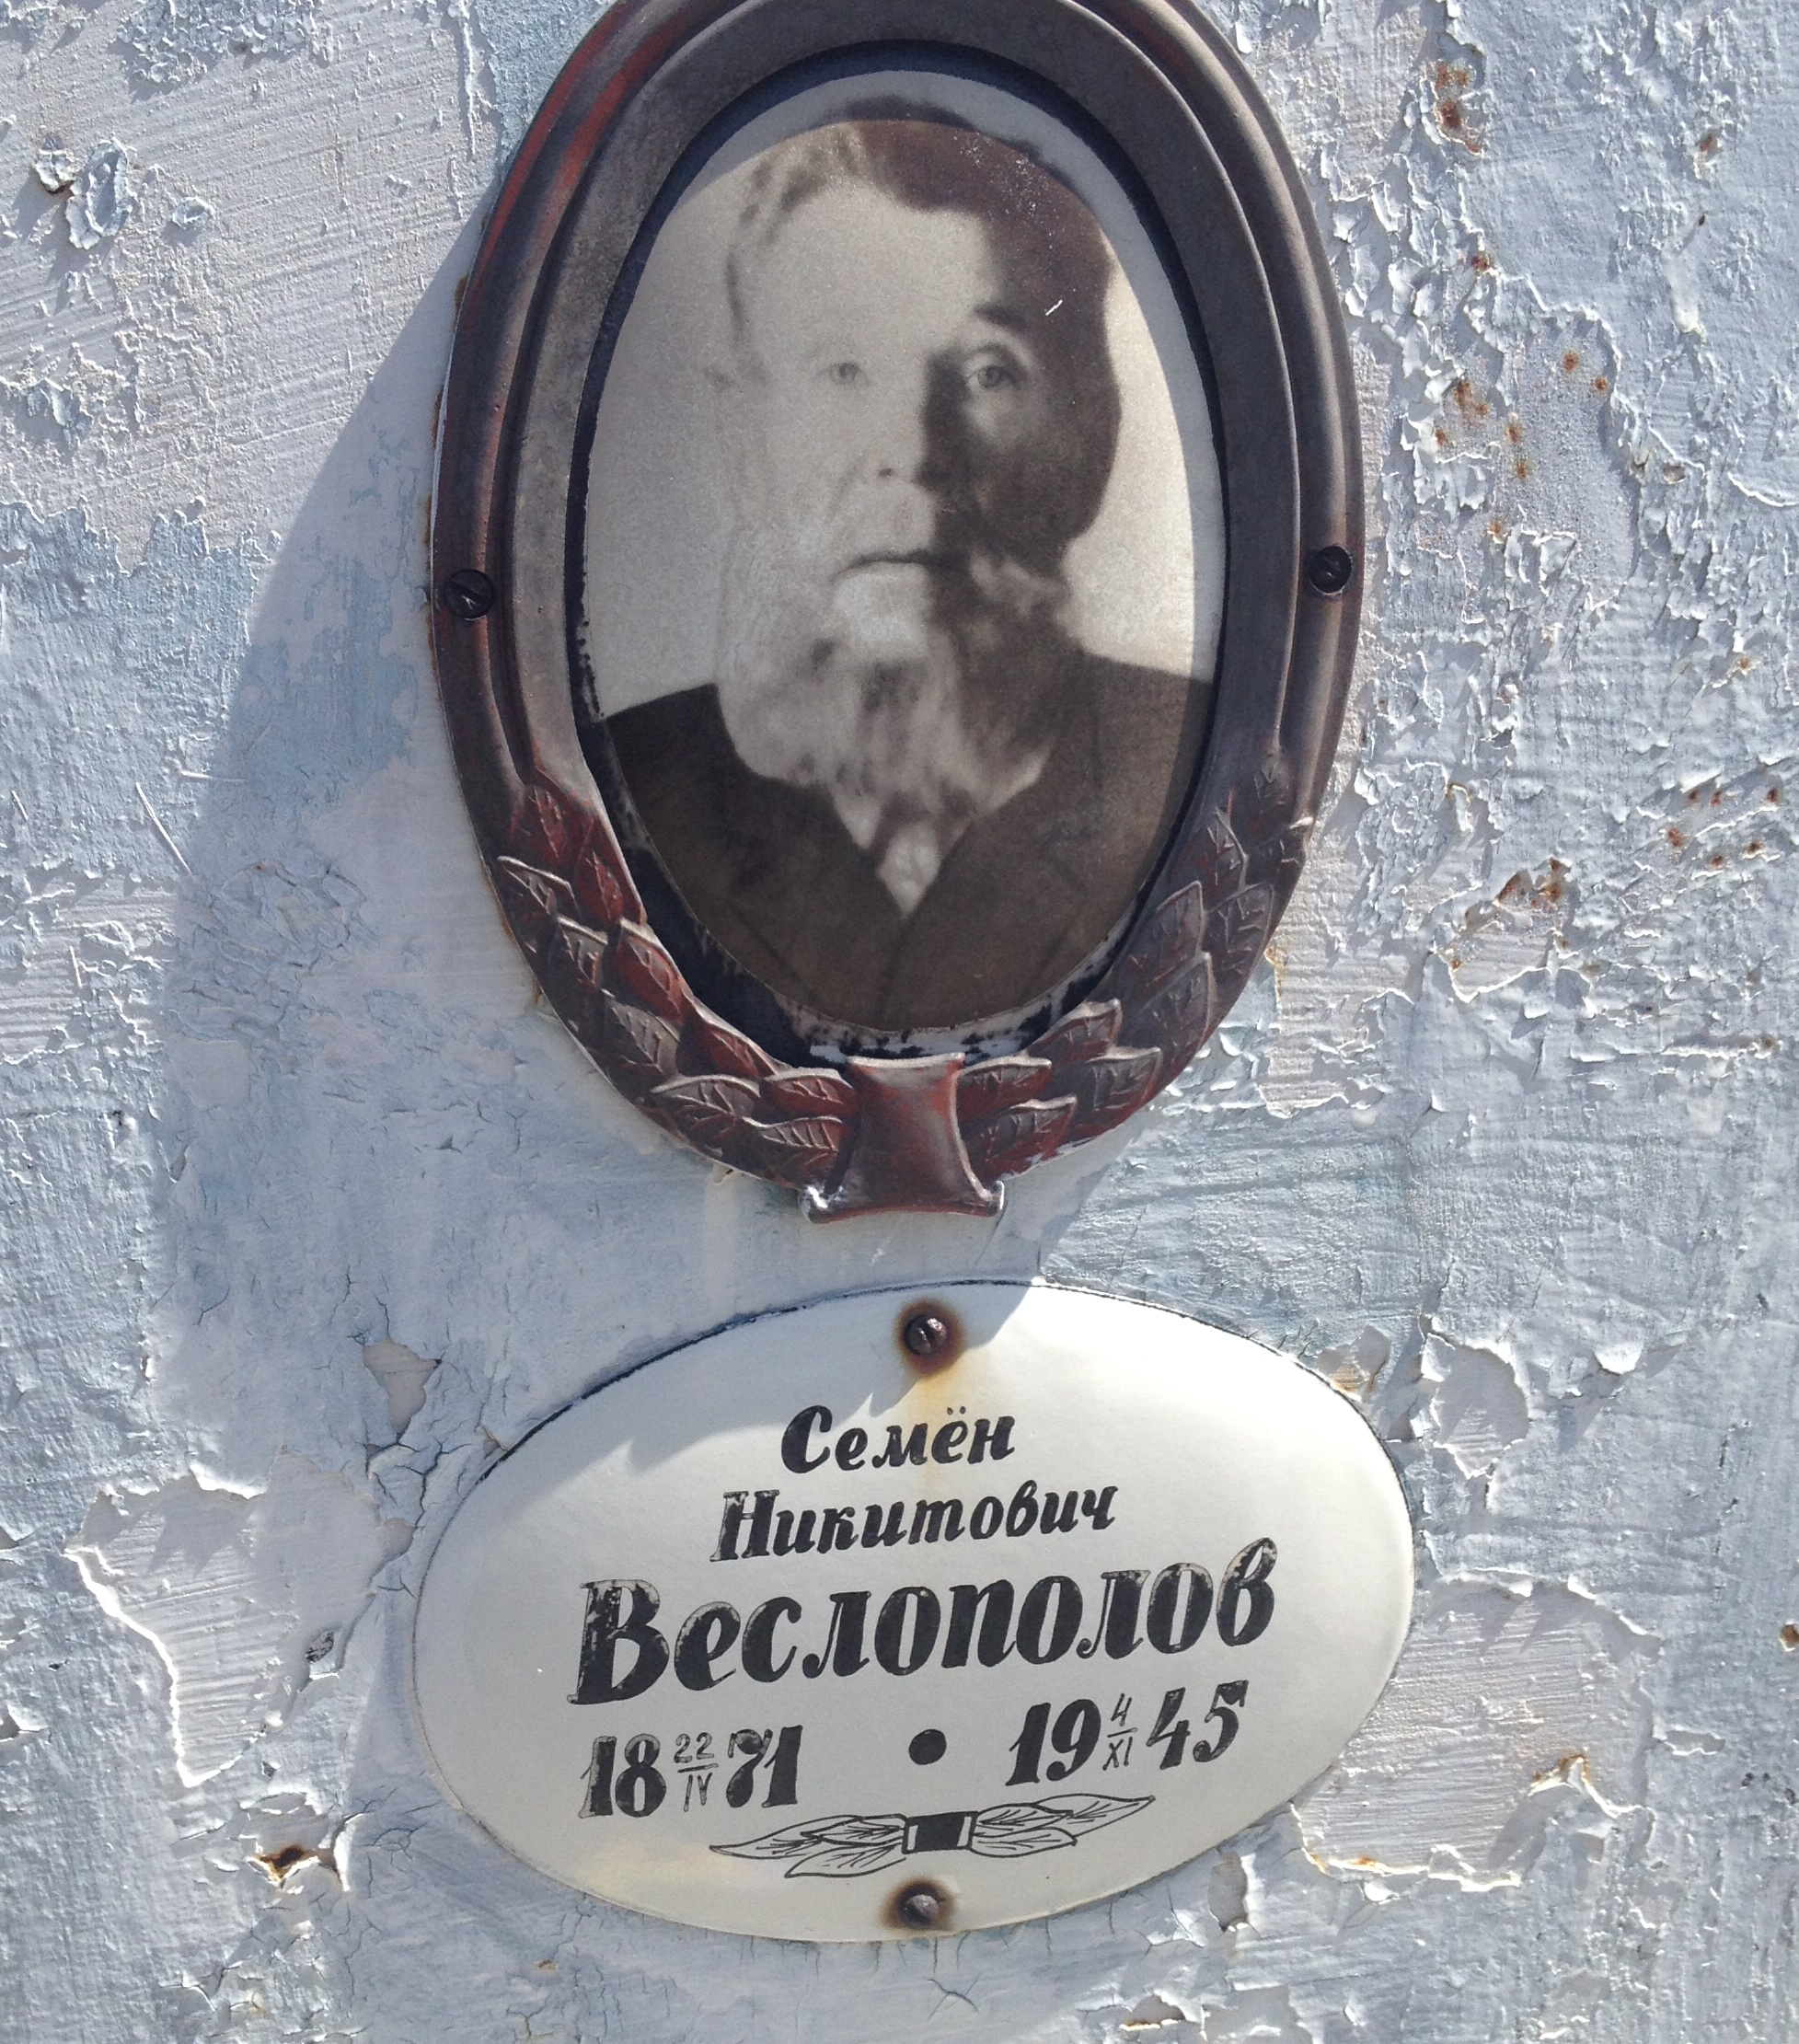 Семён
Никитович
Веслополов
18 22/IV 71 • 19 4/XI 45